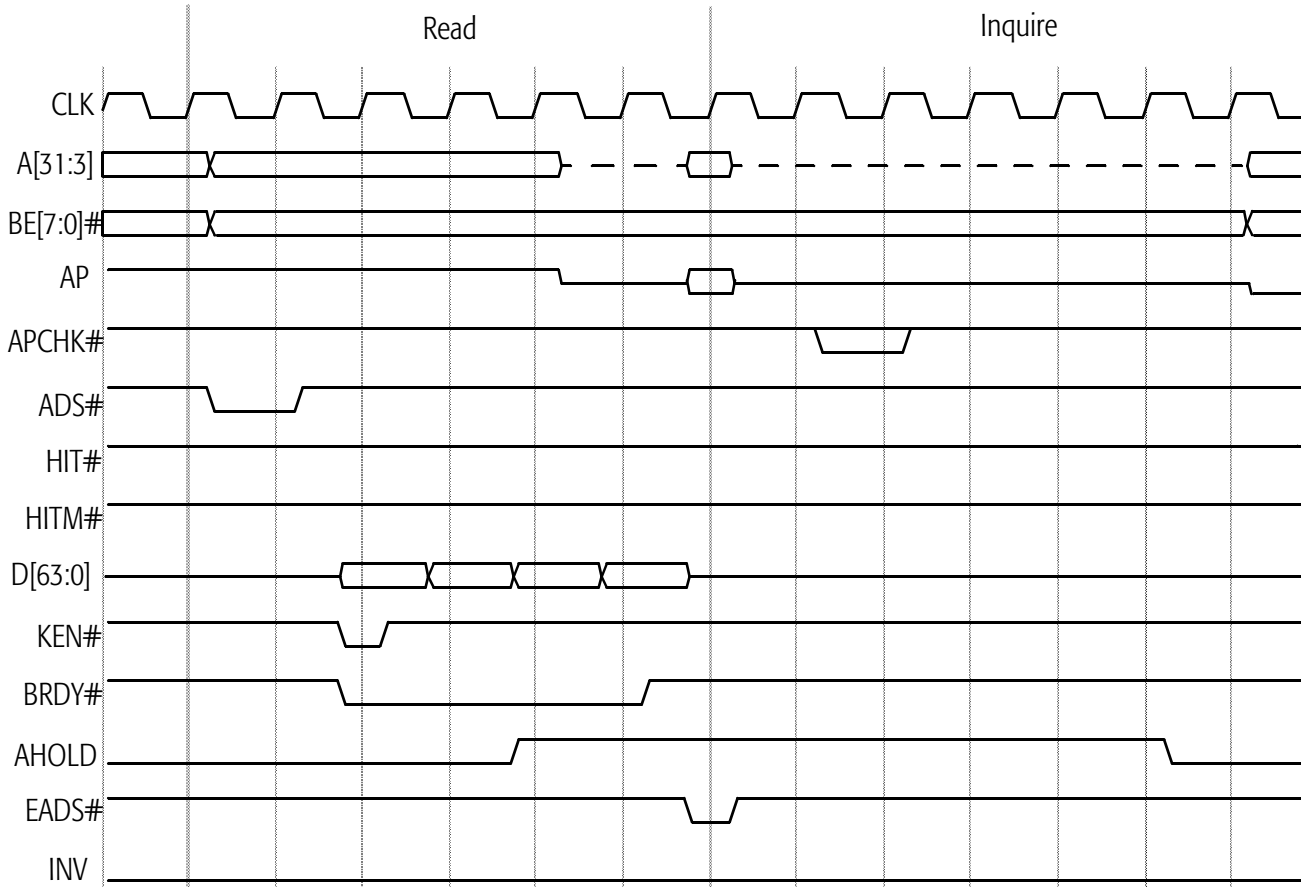 Read
Inquire
CLK
A[31:3]
BE[7:0]#
AP
APCHK#
ADS#
HIT#
HITM#
D[63:0]
KEN#
BRDY#
AHOLD
EADS#
INV